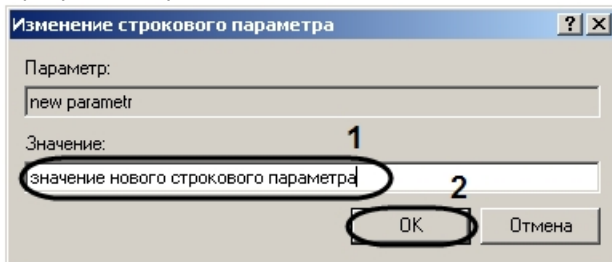 Изменение строкового параметра
Параметр:
new parametr
Значение:
1
значение нового строкового параметра
2
OK
Отмена